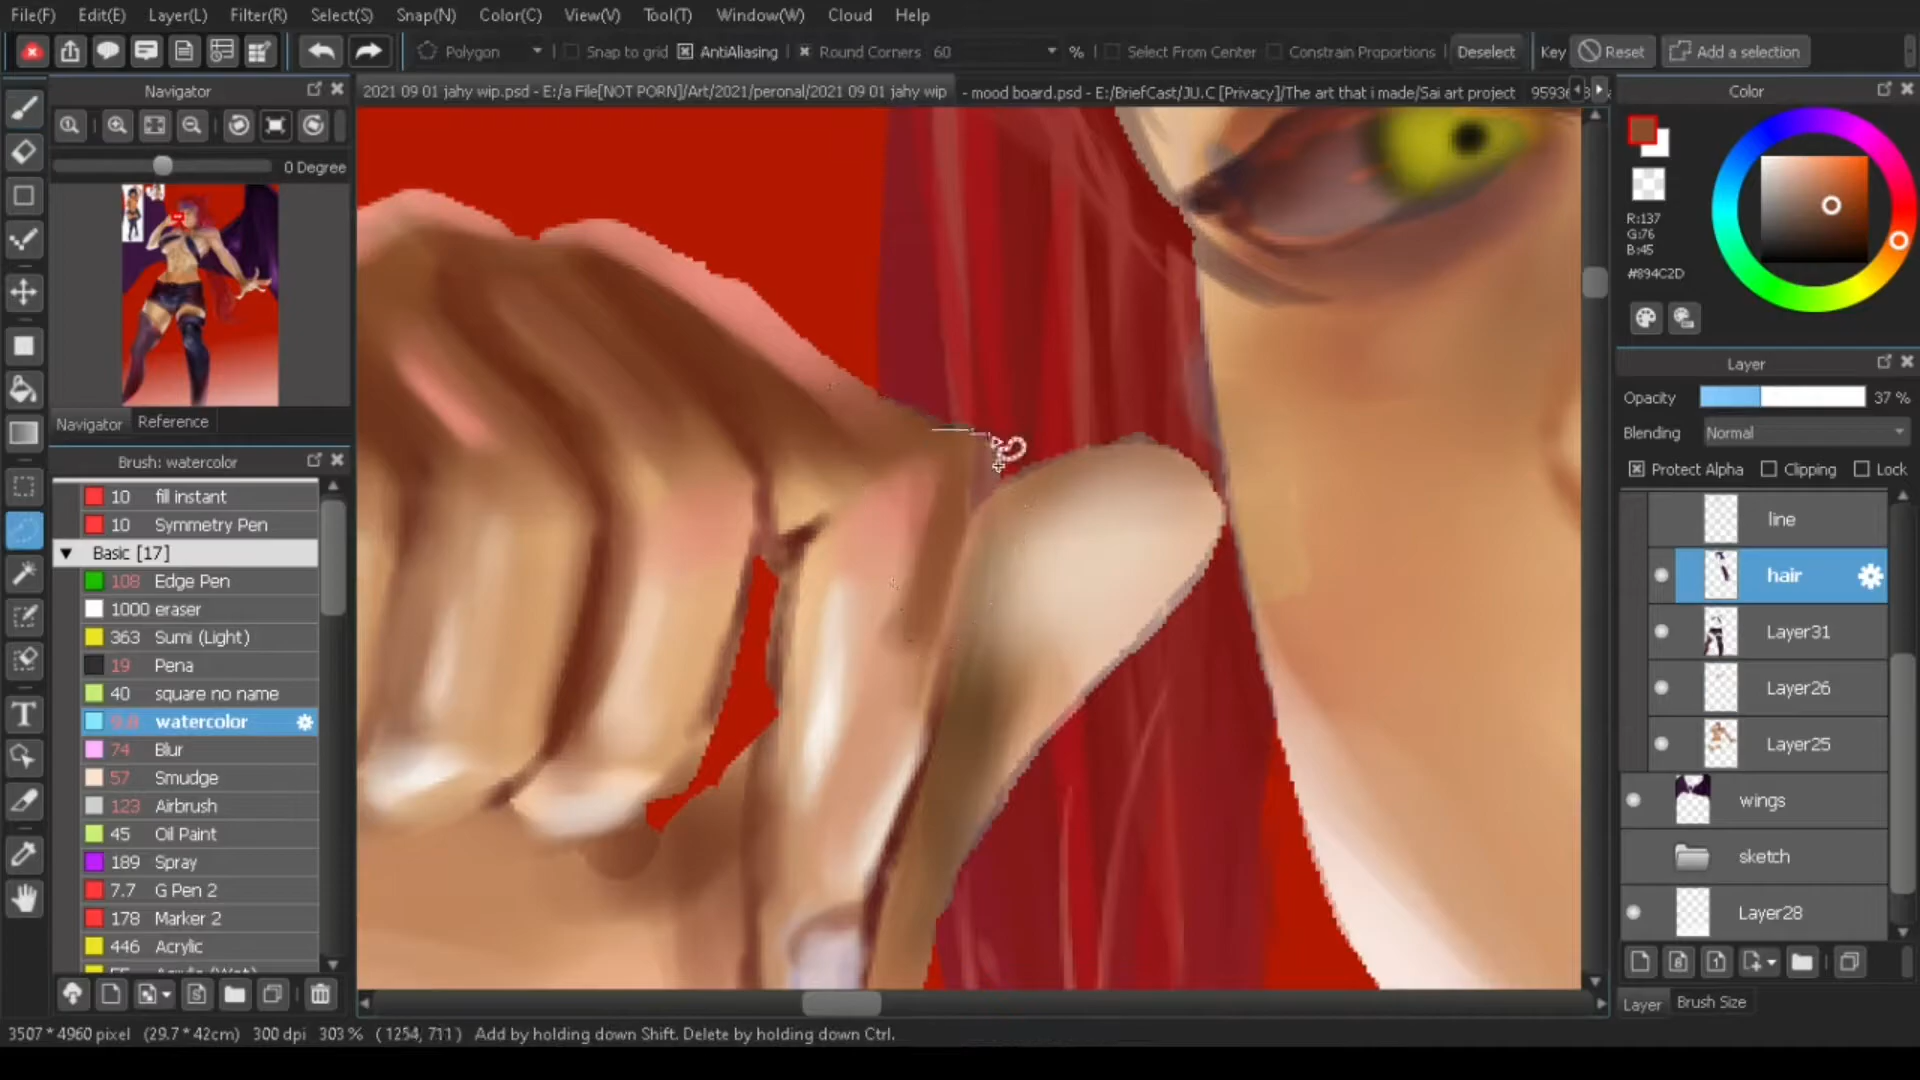 File(F) Edit(E) Layer(L) Filter(R) Select(S) Snap(N) Color(C) View(V) Tool(T) Window(W) Cloud Help
Polygon Snap to grid AntiAliasing Round Corners 60 % Select From Center Constrain Proportions Deselect Key Reset Add a selection
Navigator
2021 09 01 jahy wip.psd - E:/a File[NOT PORN]/Art/2021/peronal/2021 09 01 jahy wip
- mood board.psd - E:/BriefCast/JU.C [Privacy]/The art that i made/Sai art project
Color
0 Degree
R:137
G:76
B:45
#894C2D
Navigator Reference
Layer
Opacity 37 %
Blending Normal
Protect Alpha Clipping Lock
Brush: watercolor
10 fill instant
10 Symmetry Pen
Basic [17]
108 Edge Pen
1000 eraser
363 Sumi (Light)
19 Pena
40 square no name
watercolor
74 Blur
57 Smudge
123 Airbrush
45 Oil Paint
189 Spray
7.7 G Pen 2
178 Marker 2
446 Acrylic
line
hair
Layer31
Layer26
Layer25
wings
sketch
Layer28
Layer Brush Size
3507 * 4960 pixel (29.7 * 42cm) 300 dpi 303 % ( 1254, 711 ) Add by holding down Shift. Delete by holding down Ctrl.